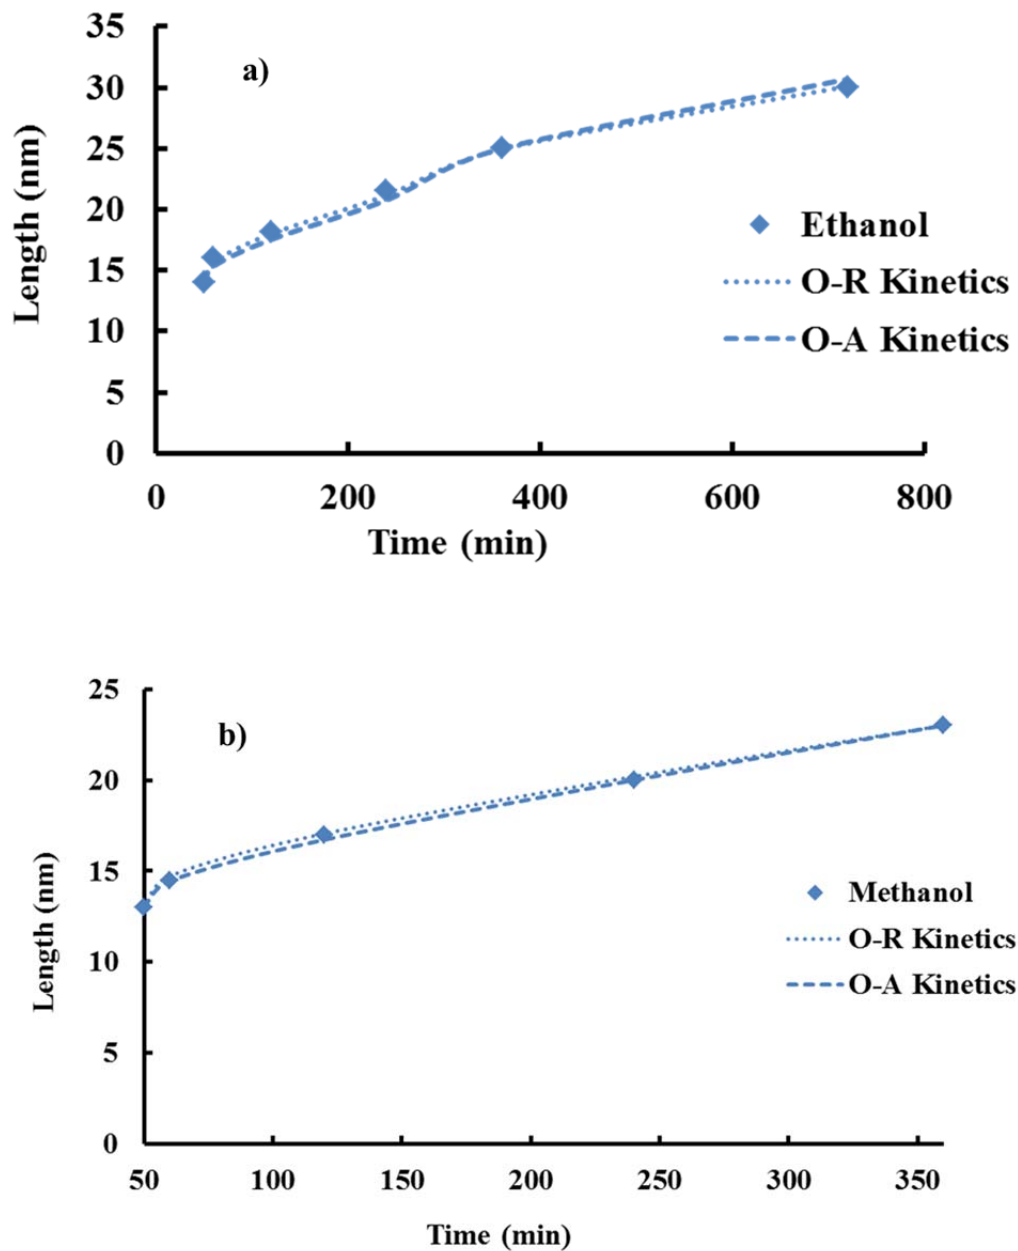 35
a)
30
25
20
15
10
5
0
Length (nm)
Ethanol
O-R Kinetics
O-A Kinetics
0 200 400 600 800
Time (min)
25
b)
20
15
10
5
0
Length (nm)
Methanol
O-R Kinetics
O-A Kinetics
50 100 150 200 250 300 350
Time (min)